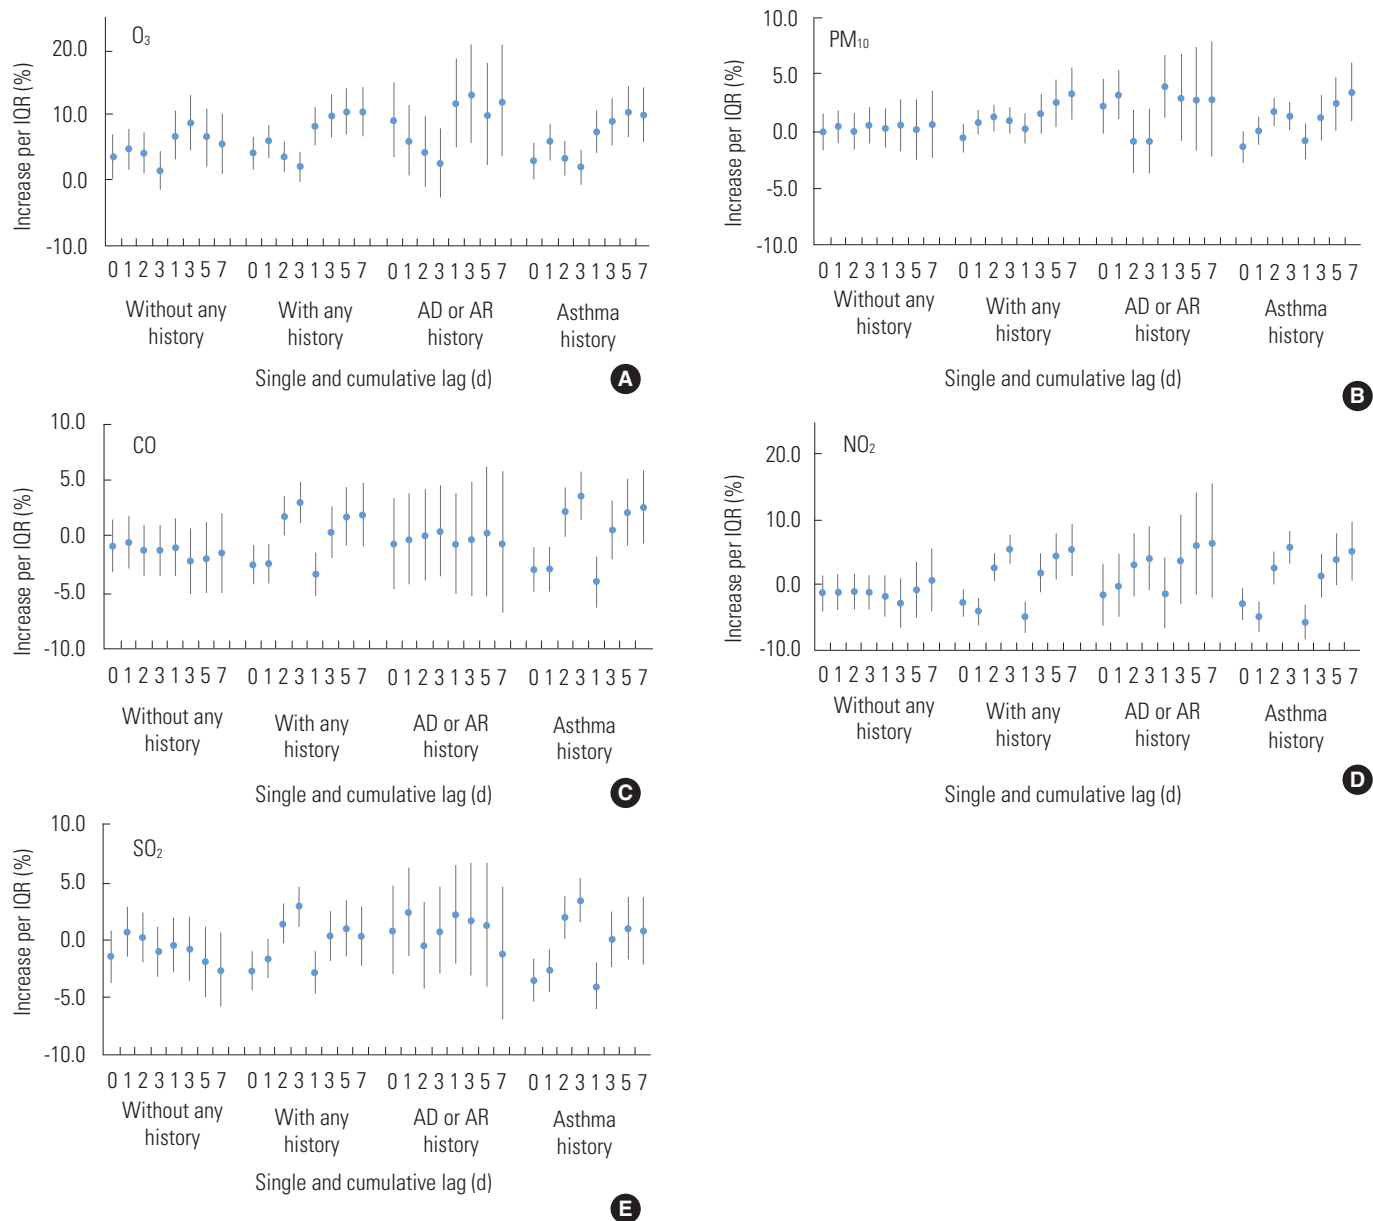 O₃
Increase per IQR (%)
20.0
10.0
0.0
-10.0
0 1 2 3 1 3 5 7 0 1 2 3 1 3 5 7 0 1 2 3 1 3 5 7 0 1 2 3 1 3 5 7
Without any history
With any history
AD or AR history
Asthma history
Single and cumulative lag (d)
A
PM₁₀
Increase per IQR (%)
10.0
5.0
0.0
-5.0
-10.0
0 1 2 3 1 3 5 7 0 1 2 3 1 3 5 7 0 1 2 3 1 3 5 7 0 1 2 3 1 3 5 7
Without any history
With any history
AD or AR history
Asthma history
Single and cumulative lag (d)
B
CO
Increase per IQR (%)
10.0
5.0
0.0
-5.0
-10.0
0 1 2 3 1 3 5 7 0 1 2 3 1 3 5 7 0 1 2 3 1 3 5 7 0 1 2 3 1 3 5 7
Without any history
With any history
AD or AR history
Asthma history
Single and cumulative lag (d)
C
NO₂
Increase per IQR (%)
20.0
10.0
0.0
-10.0
0 1 2 3 1 3 5 7 0 1 2 3 1 3 5 7 0 1 2 3 1 3 5 7 0 1 2 3 1 3 5 7
Without any history
With any history
AD or AR history
Asthma history
Single and cumulative lag (d)
D
SO₂
Increase per IQR (%)
10.0
5.0
0.0
-5.0
-10.0
0 1 2 3 1 3 5 7 0 1 2 3 1 3 5 7 0 1 2 3 1 3 5 7 0 1 2 3 1 3 5 7
Without any history
With any history
AD or AR history
Asthma history
Single and cumulative lag (d)
E